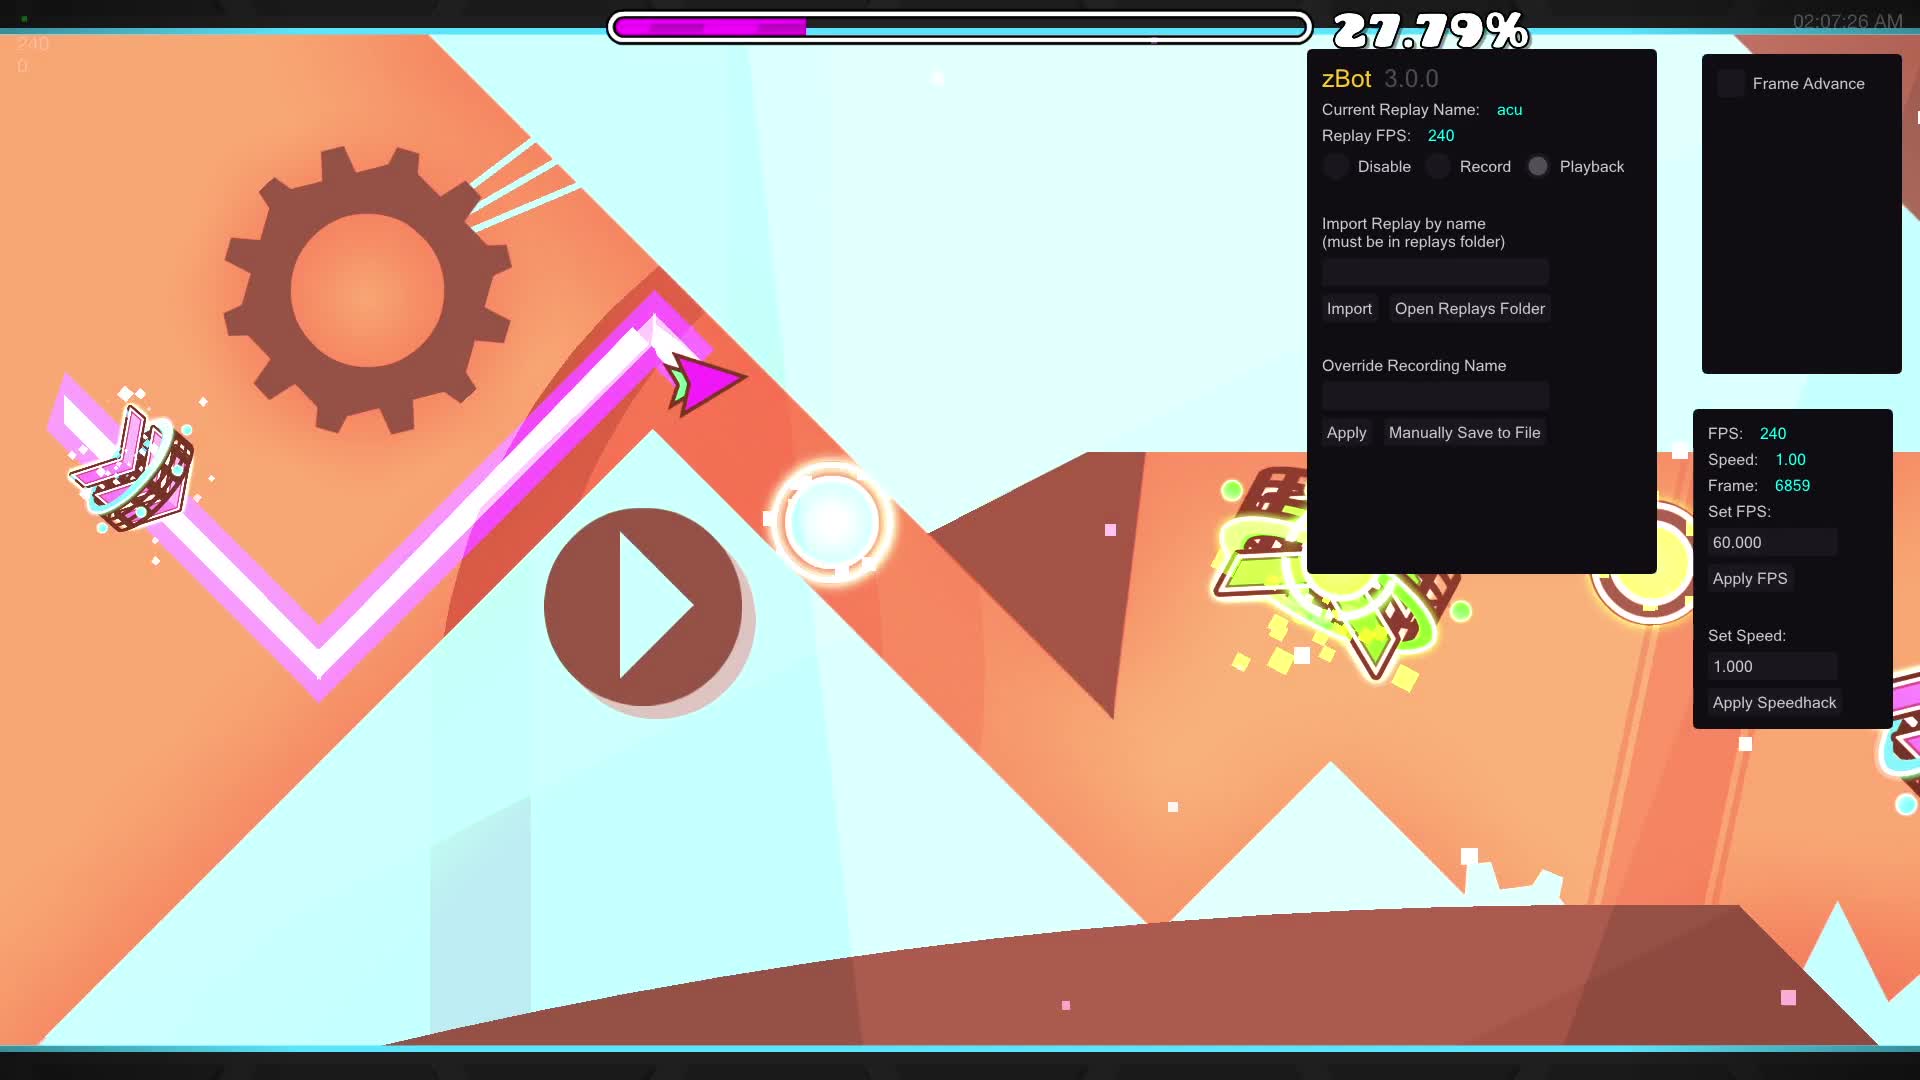 240
0
27.79%
02:07:26 AM
zBot 3.0.0
Current Replay Name: acu
Replay FPS: 240
Disable Record Playback
Import Replay by name
(must be in replays folder)
Import Open Replays Folder
Override Recording Name
Apply Manually Save to File
Frame Advance
FPS: 240
Speed: 1.00
Frame: 6859
Set FPS:
60.000
Apply FPS
Set Speed:
1.000
Apply Speedhack